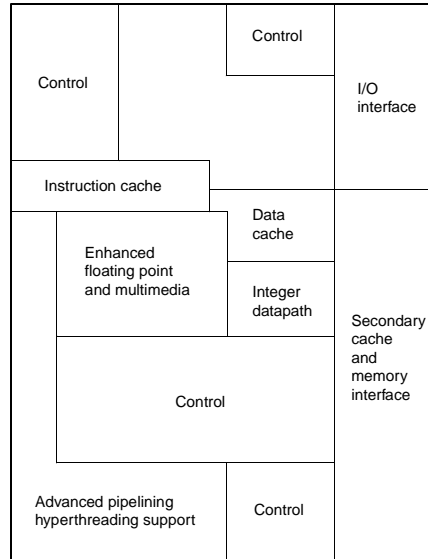 Control
Control
I/O
interface
Instruction cache
Data
cache
Enhanced
floating point
and multimedia
Integer
datapath
Secondary
cache
and
memory
interface
Control
Advanced pipelining
hyperthreading support
Control